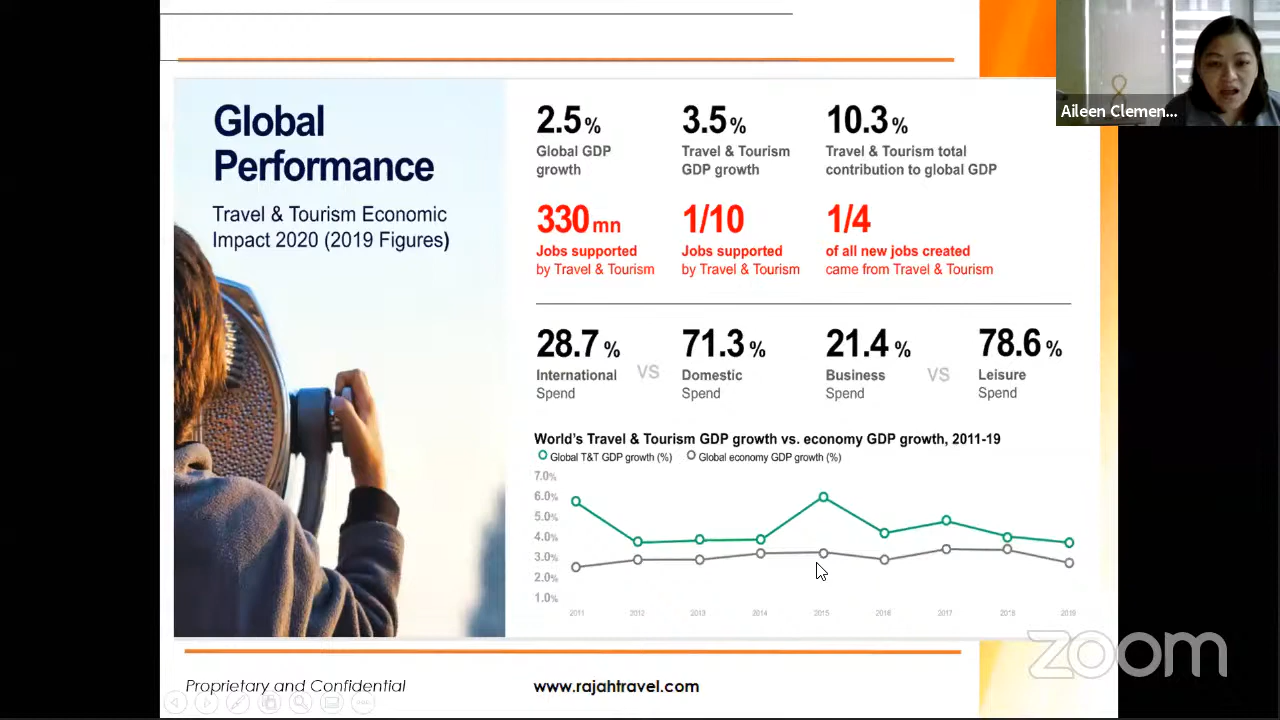 Aileen Clemen...
Global
Performance
Travel & Tourism Economic
Impact 2020 (2019 Figures)
2.5 %
Global GDP
growth
3.5 %
Travel & Tourism
GDP growth
10.3 %
Travel & Tourism total
contribution to global GDP
330 mn
Jobs supported
by Travel & Tourism
1/10
Jobs supported
by Travel & Tourism
1/4
of all new jobs created
came from Travel & Tourism
28.7 %
International
Spend
VS
71.3 %
Domestic
Spend
21.4 %
Business
Spend
VS
78.6 %
Leisure
Spend
World's Travel & Tourism GDP growth vs. economy GDP growth, 2011-19
Global T&T GDP growth (%) Global economy GDP growth (%)
7.0%
6.0%
5.0%
4.0%
3.0%
2.0%
1.0%
2011 2012 2013 2014 2015 2016 2017 2018 2019
zoom
Proprietary and Confidential
www.rajahtravel.com